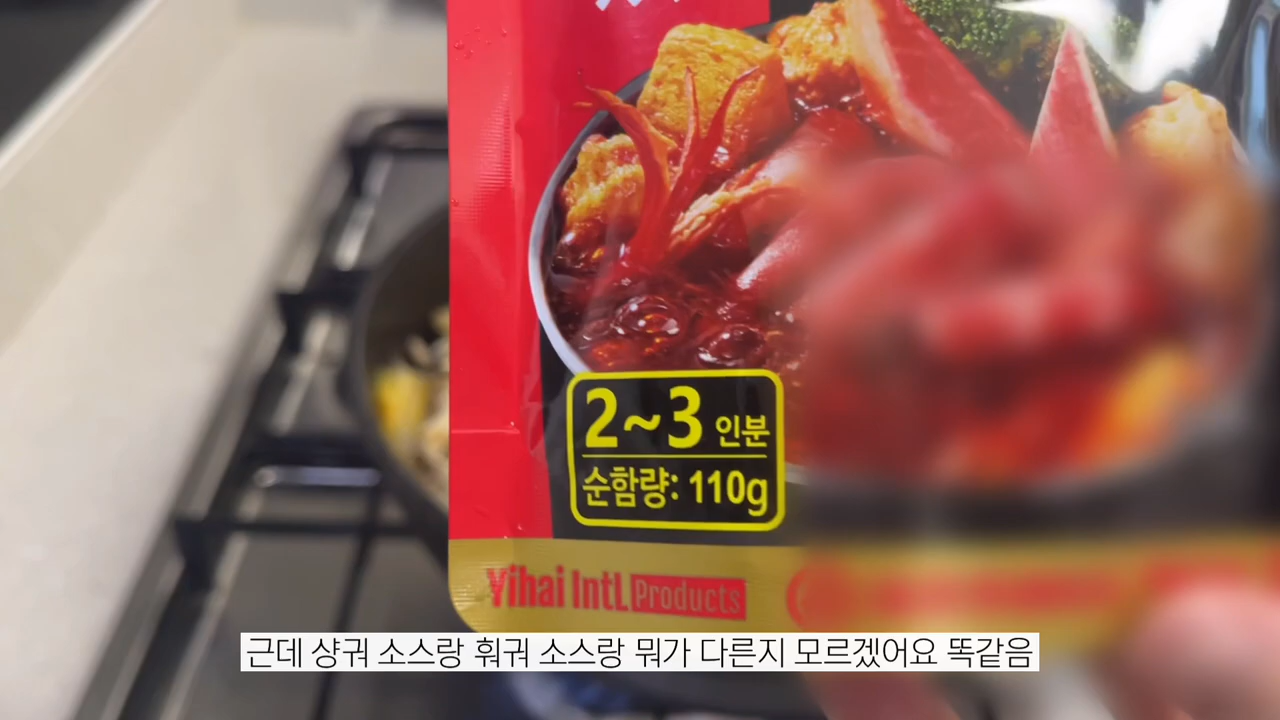 2~3 인분
순함량: 110g
Yihai Intl. Products
근데 샹궈 소스랑 훠궈 소스랑 뭐가 다른지 모르겠어요 똑같음